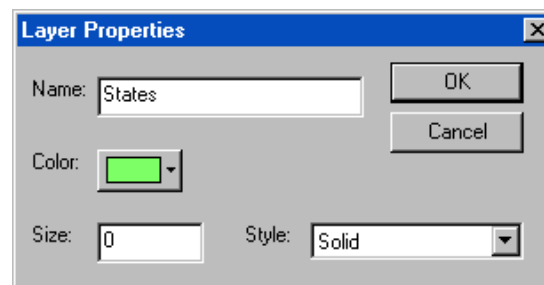 Layer Properties
Name: States
OK
Cancel
Color:
Size: 0 Style: Solid